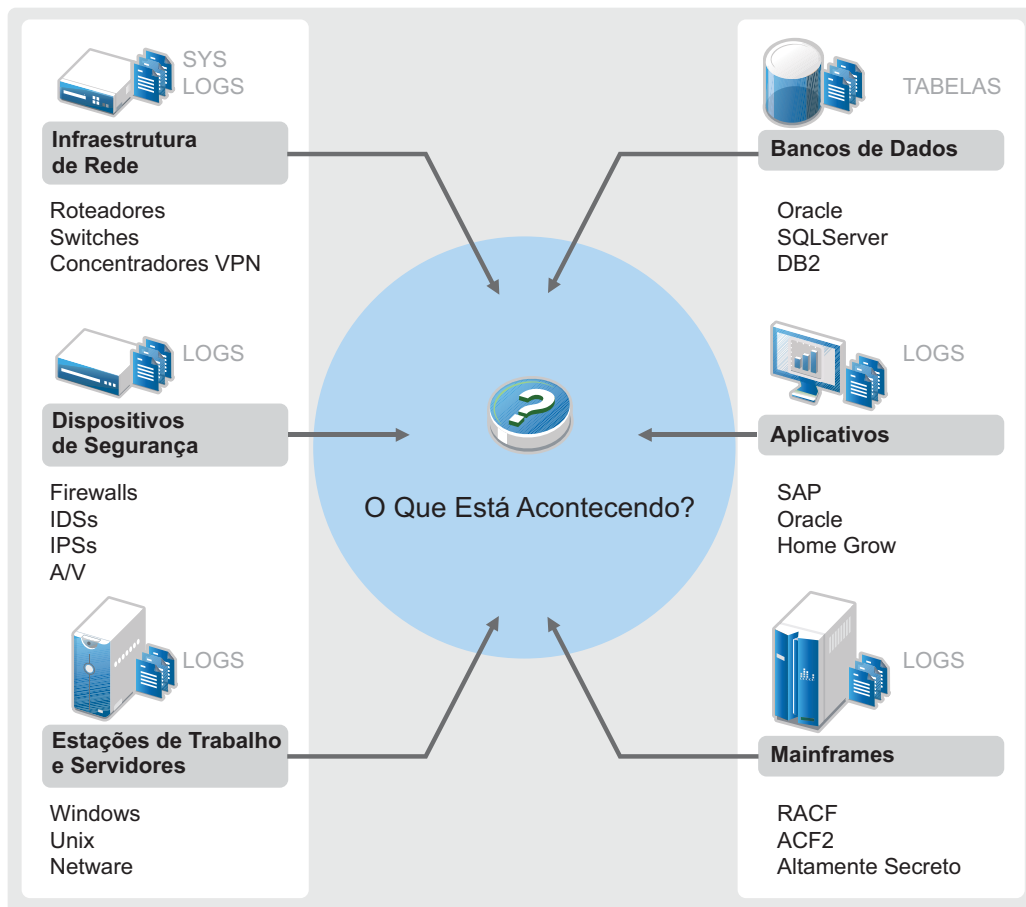 SYS
LOGS
Infraestrutura
de Rede
Roteadores
Switches
Concentradores VPN
LOGS
Dispositivos
de Segurança
Firewalls
IDSs
IPSs
A/V
LOGS
Estações de Trabalho
e Servidores
Windows
Unix
Netware
?
O Que Está Acontecendo?
TABELAS
Bancos de Dados
Oracle
SQLServer
DB2
LOGS
Aplicativos
SAP
Oracle
Home Grow
LOGS
Mainframes
RACF
ACF2
Altamente Secreto